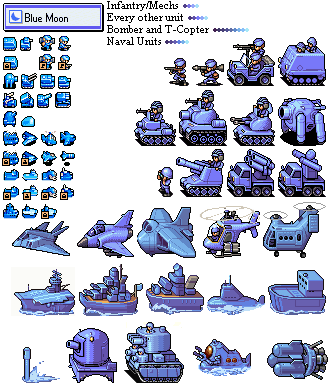 Blue Moon
Infantry/Mechs
Every other unit
Bomber and T-Copter
Naval Units